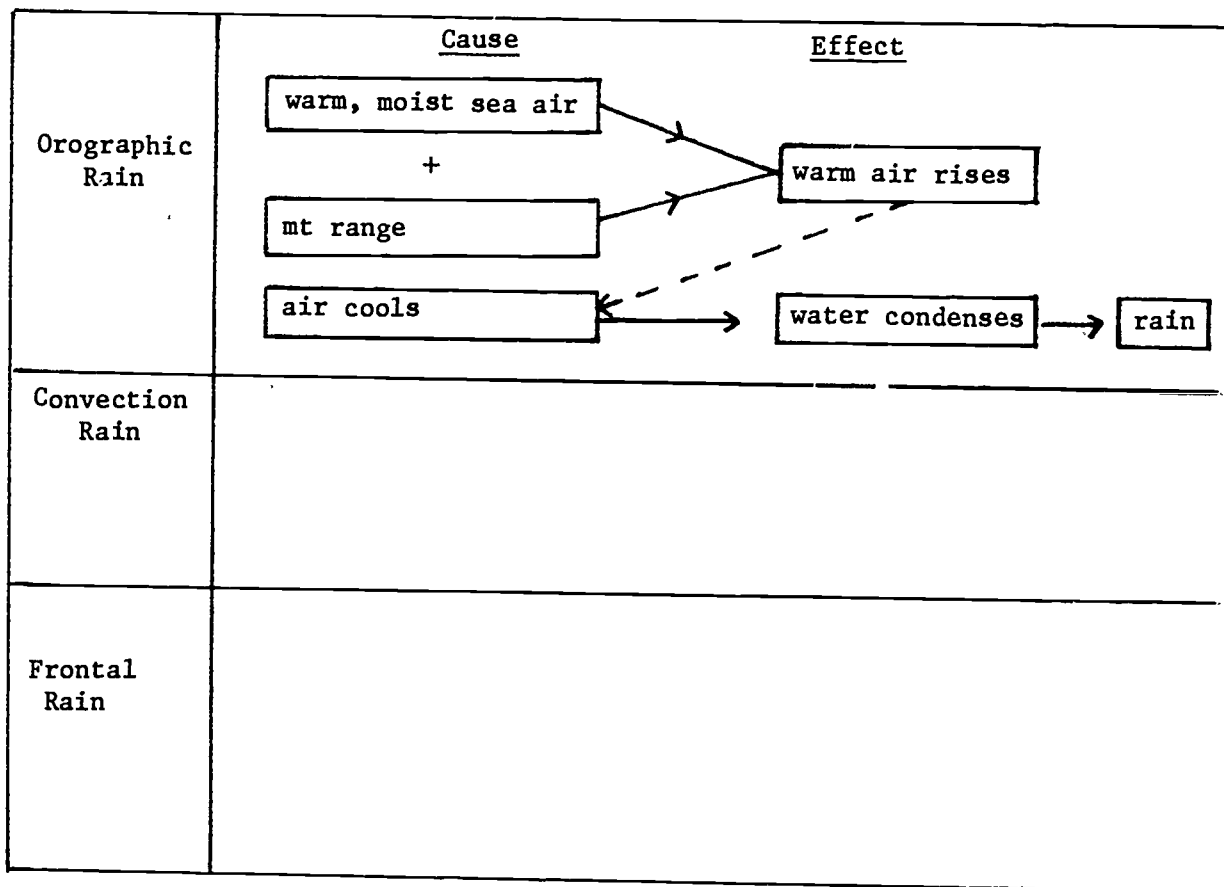 Cause Effect
warm, moist sea air
Orographic
Rain
+
warm air rises
mt range
air cools
water condenses
rain
Convection
Rain
Frontal
Rain